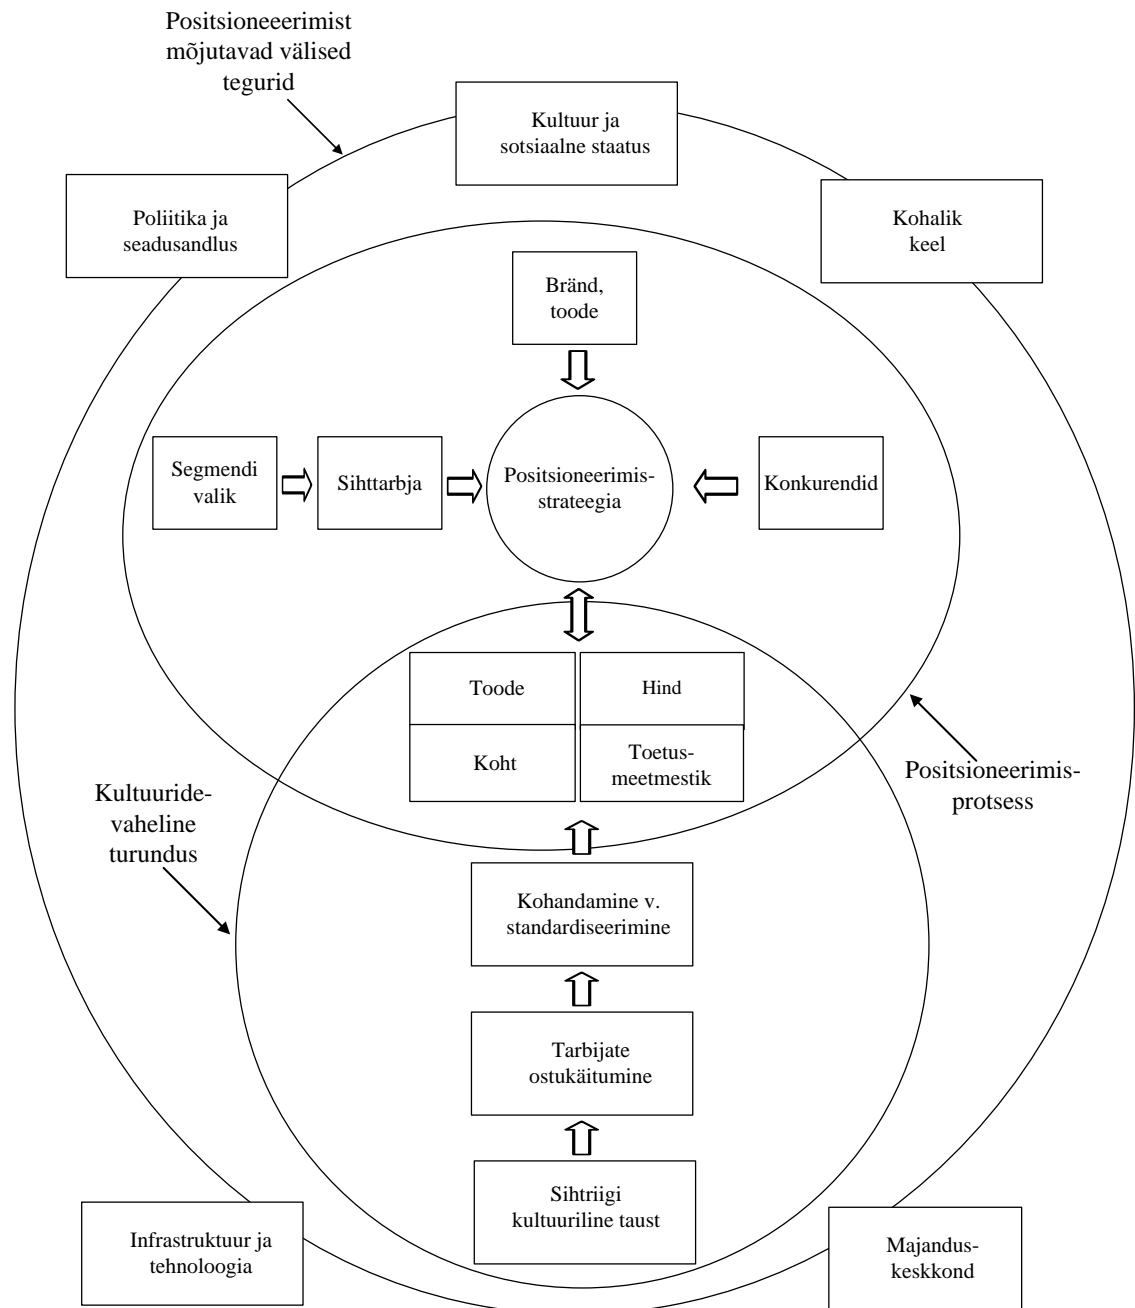 Positsioneeerimist
mõjutavad välised
tegurid
Kultuur ja
sotsiaalne staatus
Poliitika ja
seadusandlus
Kohalik
keel
Bränd,
toode
Segmendi
valik
Sihttarbja
Positsioneerimis-
strateegia
Konkurendid
Toode
Hind
Koht
Toetus-
meetmestik
Positsioneerimis-
protsess
Kultuuride-
vaheline
turundus
Kohandamine v.
standardiseerimine
Tarbijate
ostukäitumine
Sihtriigi
kultuuriline taust
Infrastruktuur ja
tehnoloogia
Majandus-
keskkond